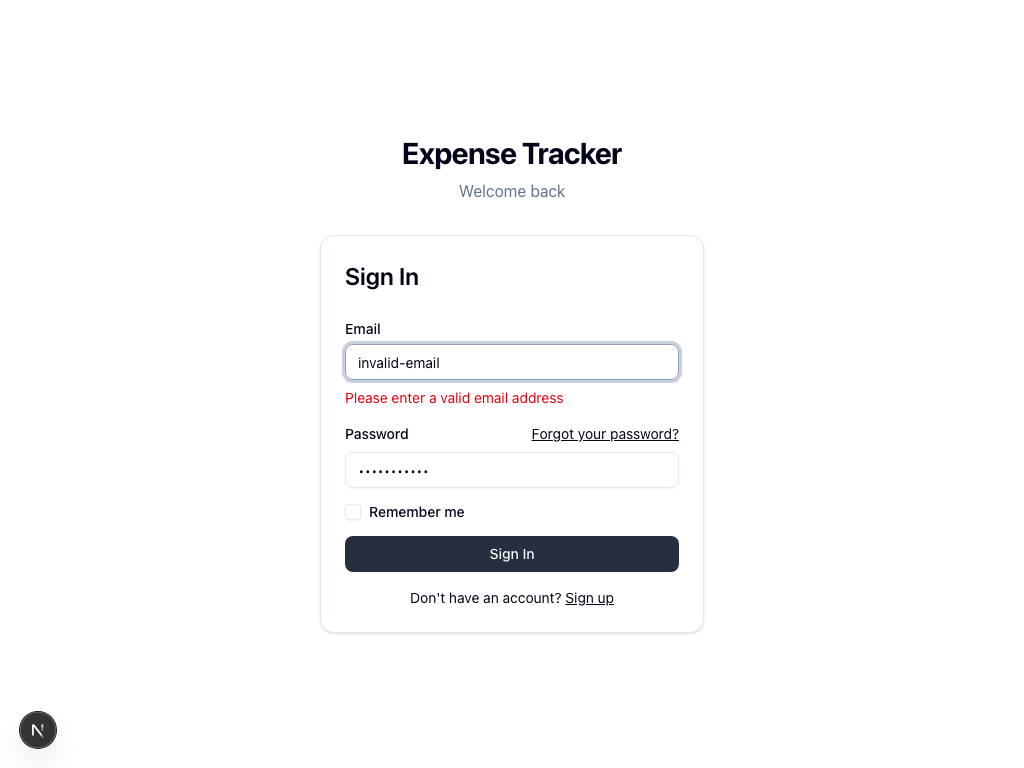 Expense Tracker
Welcome back
Sign In
Email
invalid-email
Please enter a valid email address
Password
Forgot your password?
•••••••••••
Remember me
Sign In
Don't have an account? Sign up
N